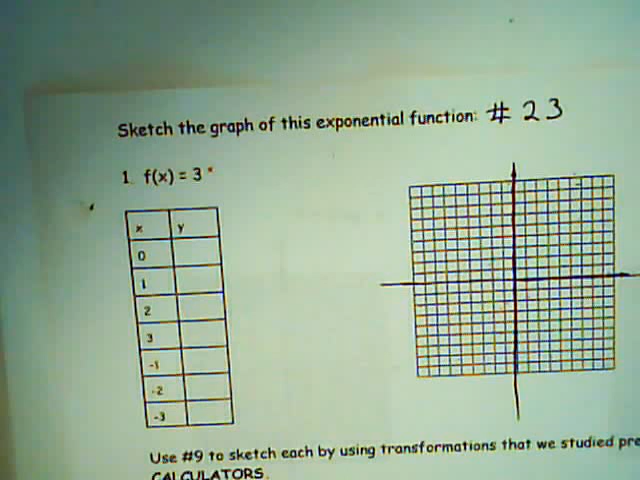 Sketch the graph of this exponential function: # 23
1. f(x) = 3ˣ
x y
0
1
2
3
-1
-2
-3
Use #9 to sketch each by using transformations that we studied
CALCULATORS.